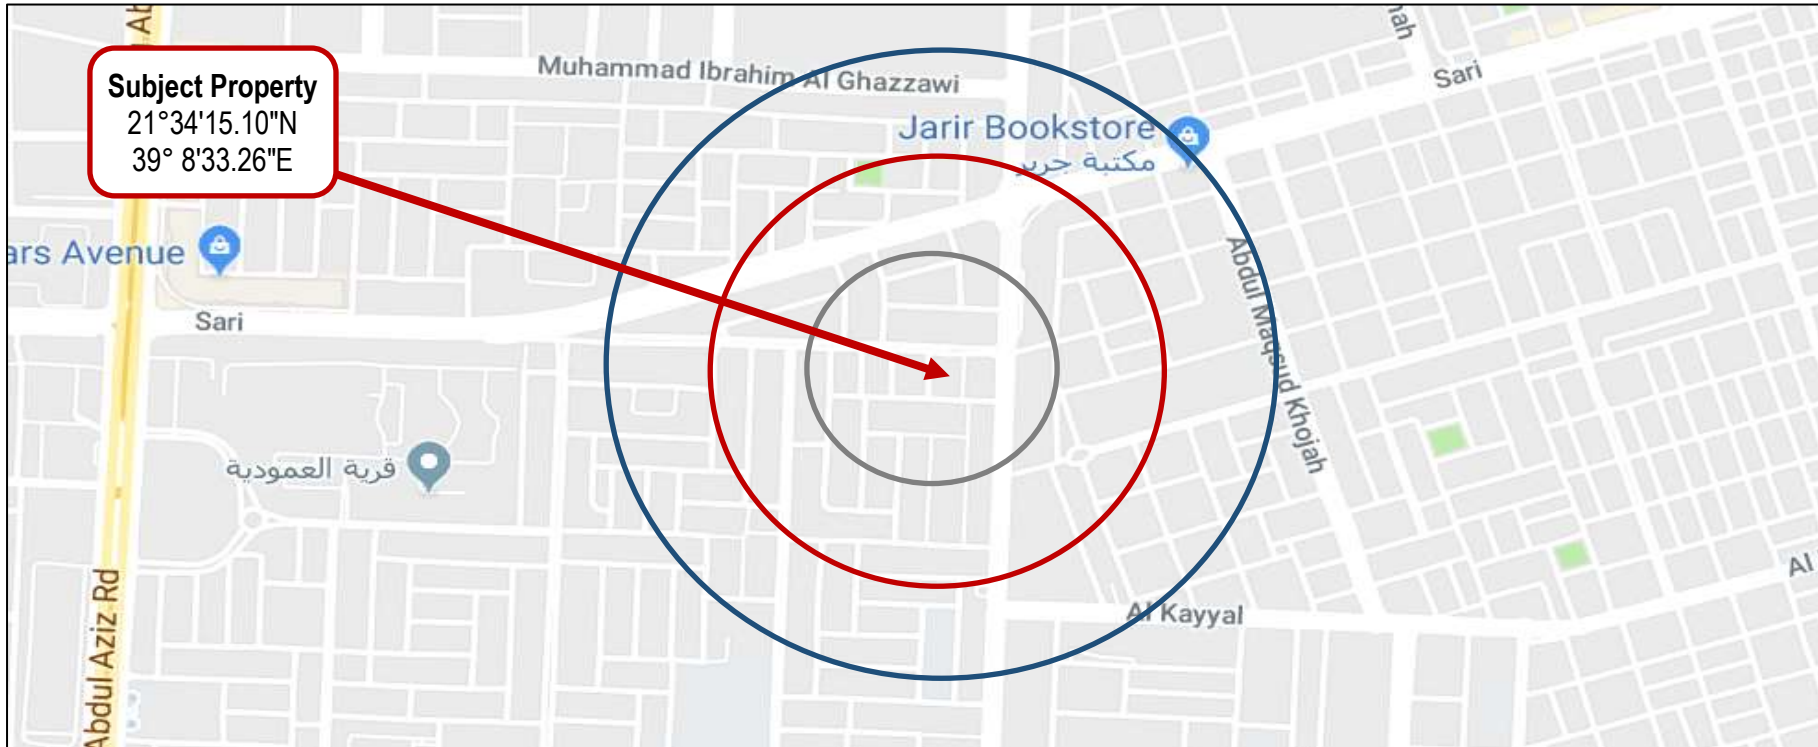 Subject Property
21°34'15.10"N
39° 8'33.26"E
Muhammad Ibrahim Al Ghazzawi
Sari
Jarir Bookstore
مكتبة جرير
ars Avenue
Sari
Abdul Maqsud Khojah
قرية العمودية
Al Kayyal
Al
Abdul Aziz Rd